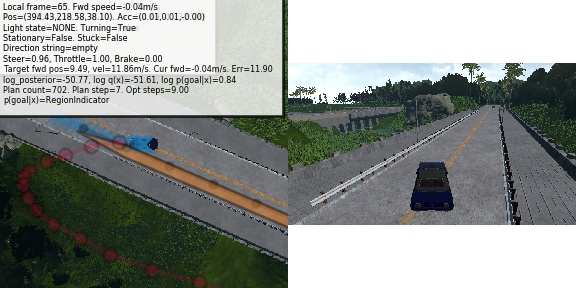 Local frame=65. Fwd speed=-0.04m/s
Pos=(394.43,218.58,38.10). Acc=(0.01,0.01,-0.00)
Light state=NONE. Turning=True
Stationary=False. Stuck=False
Direction string=empty
Steer=0.96, Throttle=1.00, Brake=0.00
Target fwd pos=9.49, vel=11.86m/s. Cur fwd=-0.04m/s. Err=11.90
log_posterior=-50.77, log q(x)=-51.61, log p(goal|x)=0.84
Plan count=702. Plan step=7. Opt steps=9.00
p(goal|x)=RegionIndicator